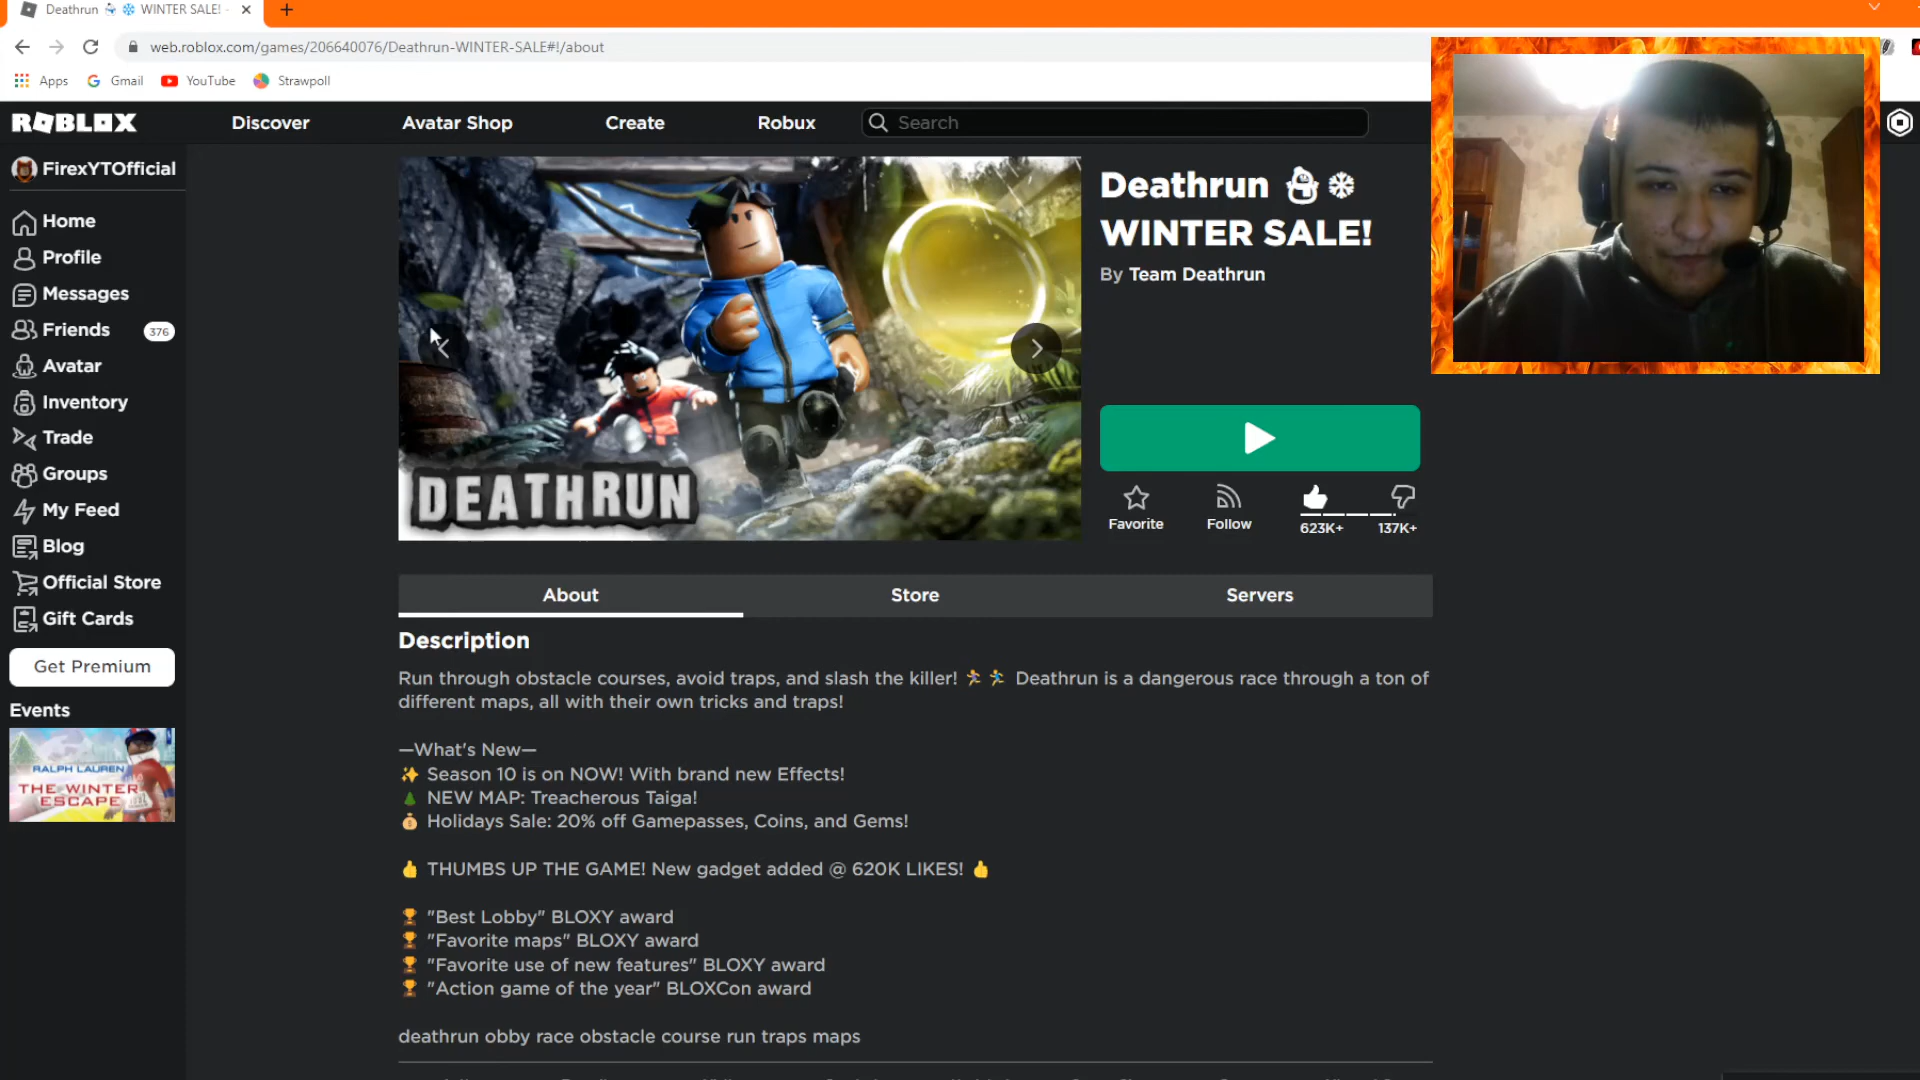 Deathrun ⛄ ❄ WINTER SALE! -
web.roblox.com/games/206640076/Deathrun-WINTER-SALE#!/about
Apps Gmail YouTube Strawpoll
ROBLOX Discover Avatar Shop Create Robux Search
FirexYTOfficial
Home
Profile
Messages
Friends 376
Avatar
Inventory
Trade
Groups
My Feed
Blog
Official Store
Gift Cards
Get Premium
Events
RALPH LAUREN
THE WINTER
ESCAPE
DEATHRUN
Deathrun ⛄❄
WINTER SALE!
By Team Deathrun
Favorite Follow 623K+ 137K+
About Store Servers
Description
Run through obstacle courses, avoid traps, and slash the killer! 🏃🏃 Deathrun is a dangerous race through a ton of
different maps, all with their own tricks and traps!
—What's New—
✨ Season 10 is on NOW! With brand new Effects!
🌲 NEW MAP: Treacherous Taiga!
💰 Holidays Sale: 20% off Gamepasses, Coins, and Gems!
👍 THUMBS UP THE GAME! New gadget added @ 620K LIKES! 👍
🏆 "Best Lobby" BLOXY award
🏆 "Favorite maps" BLOXY award
🏆 "Favorite use of new features" BLOXY award
🏆 "Action game of the year" BLOXCon award
deathrun obby race obstacle course run traps maps